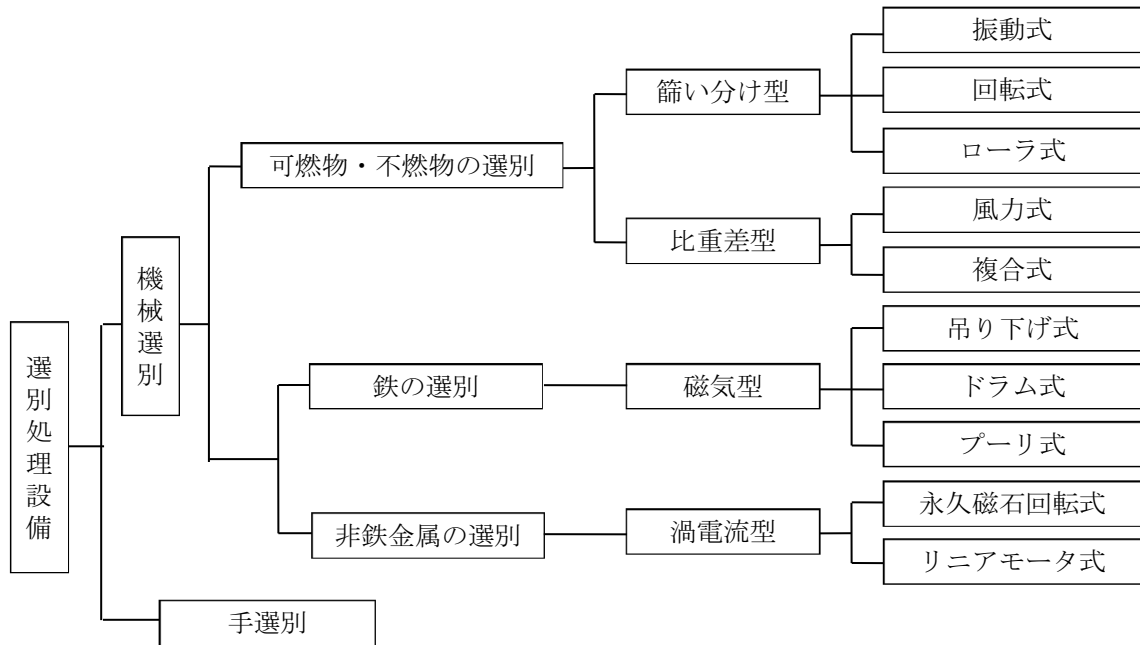 選別処理設備
機械選別
可燃物・不燃物の選別
篩い分け型
振動式
回転式
ローラ式
比重差型
風力式
複合式
鉄の選別
磁気型
吊り下げ式
ドラム式
プーリ式
非鉄金属の選別
渦電流型
永久磁石回転式
リニアモータ式
手選別